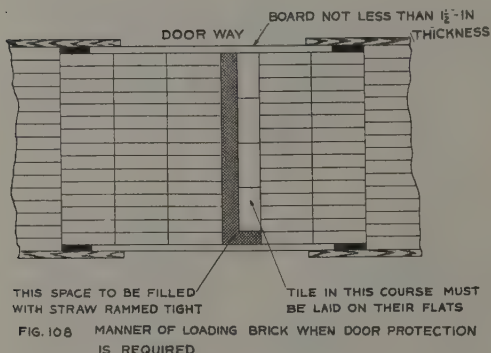 BOARD NOT LESS THAN 1½-IN
THICKNESS
DOOR WAY
THIS SPACE TO BE FILLED
WITH STRAW RAMMED TIGHT
TILE IN THIS COURSE MUST
BE LAID ON THEIR FLATS
FIG. 108 MANNER OF LOADING BRICK WHEN DOOR PROTECTION
IS REQUIRED